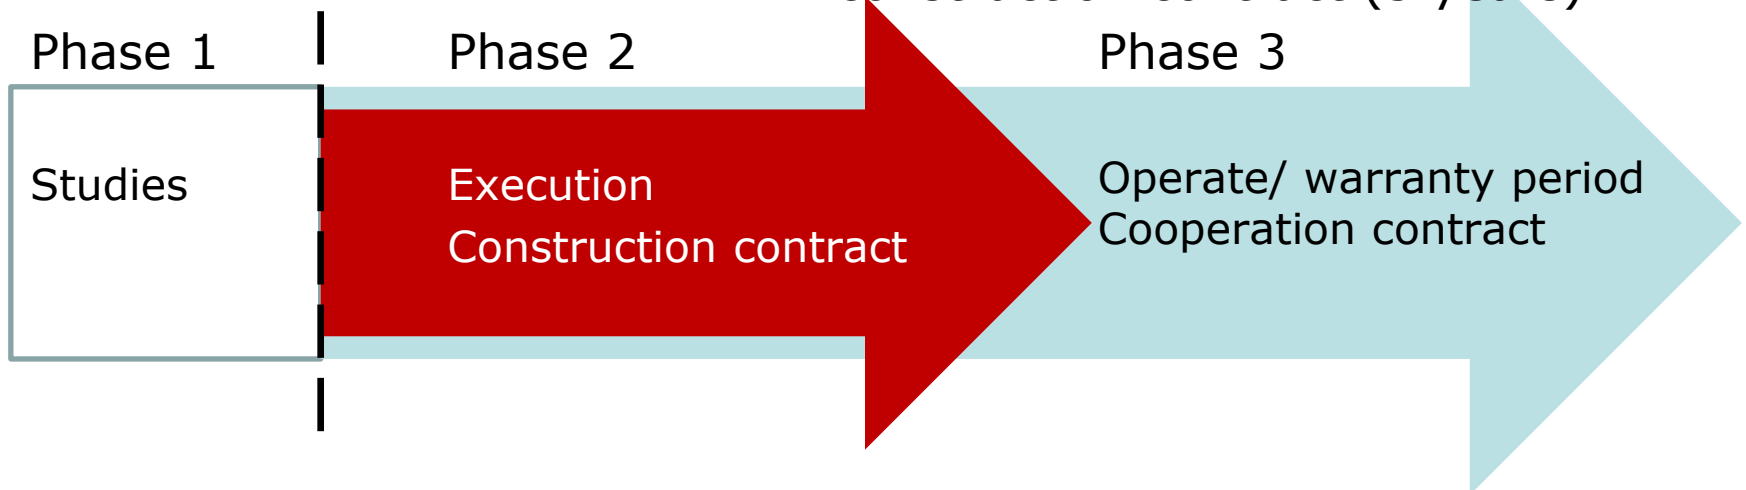 Phase 1
Phase 2
Phase 3
Studies
Execution
Construction contract
Operate/ warranty period
Cooperation contract